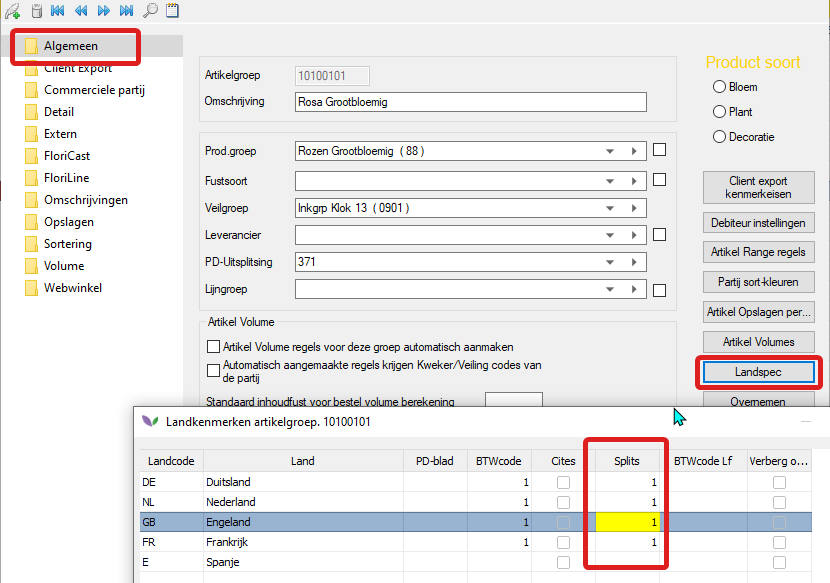 Algemeen
Client Export
Commerciele partij
Detail
Extern
FloriCast
FloriLine
Omschrijvingen
Opslagen
Sortering
Volume
Webwinkel
Artikelgroep 10100101
Omschrijving Rosa Grootbloemig
Prod.groep Rozen Grootbloemig ( 88 )
Fustsoort
Veilgroep Inkgrp Klok 13 ( 0901 )
Leverancier
PD-Uitsplitsing 371
Lijngroep
Artikel Volume
Artikel Volume regels voor deze groep automatisch aanmaken
Automatisch aangemaakte regels krijgen Kweker/Veiling codes van
de partij
Standaard inhoudfust voor bestel volume berekening
Product soort
Bloem
Plant
Decoratie
Client export
kenmerkeisen
Debiteur instellingen
Artikel Range regels
Partij sort-kleuren
Artikel Opslagen per...
Artikel Volumes
Landspec
Overnemen
Landkenmerken artikelgroep. 10100101
Landcode Land PD-blad BTWcode Cites Splits BTWcode Lf Verberg o...
DE Duitsland 1 1
NL Nederland 1 1
GB Engeland 1 1
FR Frankrijk 1 1
E Spanje